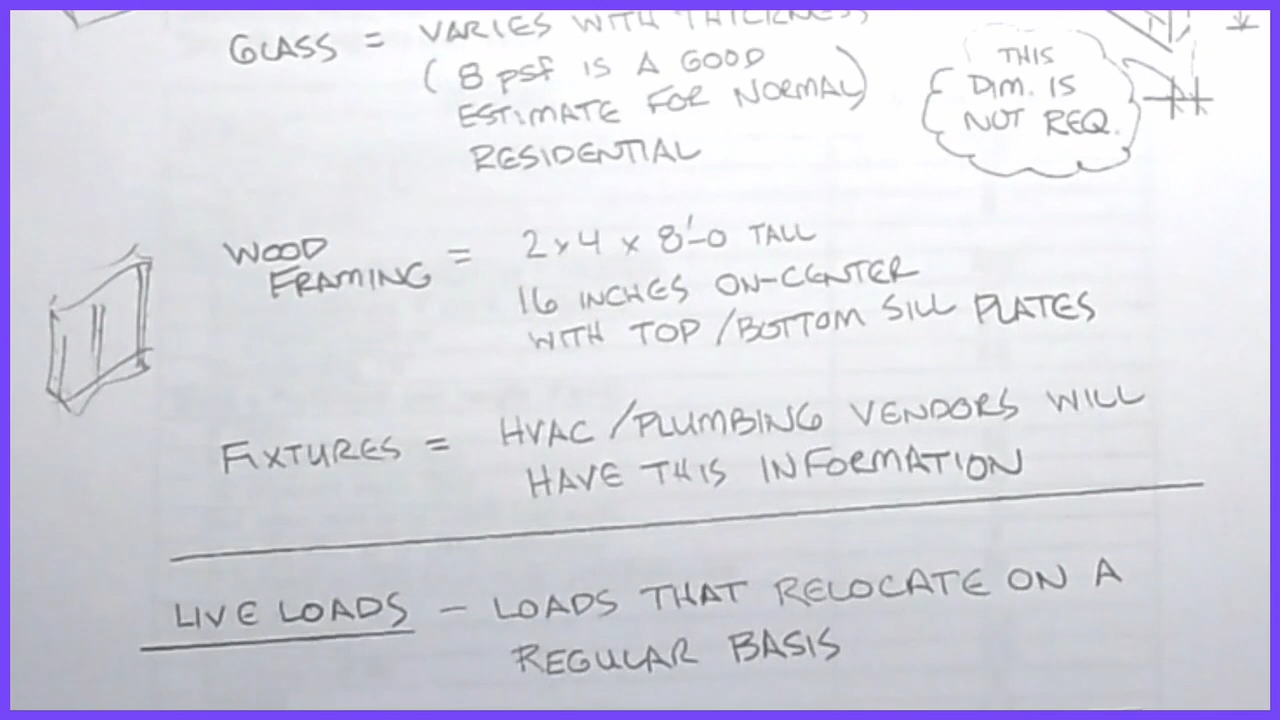 GLASS = VARIES WITH THICKNESS
(8 psf IS A GOOD
ESTIMATE FOR NORMAL)
RESIDENTIAL
THIS
DIM. IS
NOT REQ.
WOOD
FRAMING = 2x4 x 8'-0 TALL
16 INCHES ON-CENTER
WITH TOP/BOTTOM SILL PLATES
FIXTURES = HVAC/PLUMBING VENDORS WILL
HAVE THIS INFORMATION
LIVE LOADS - LOADS THAT RELOCATE ON A
REGULAR BASIS